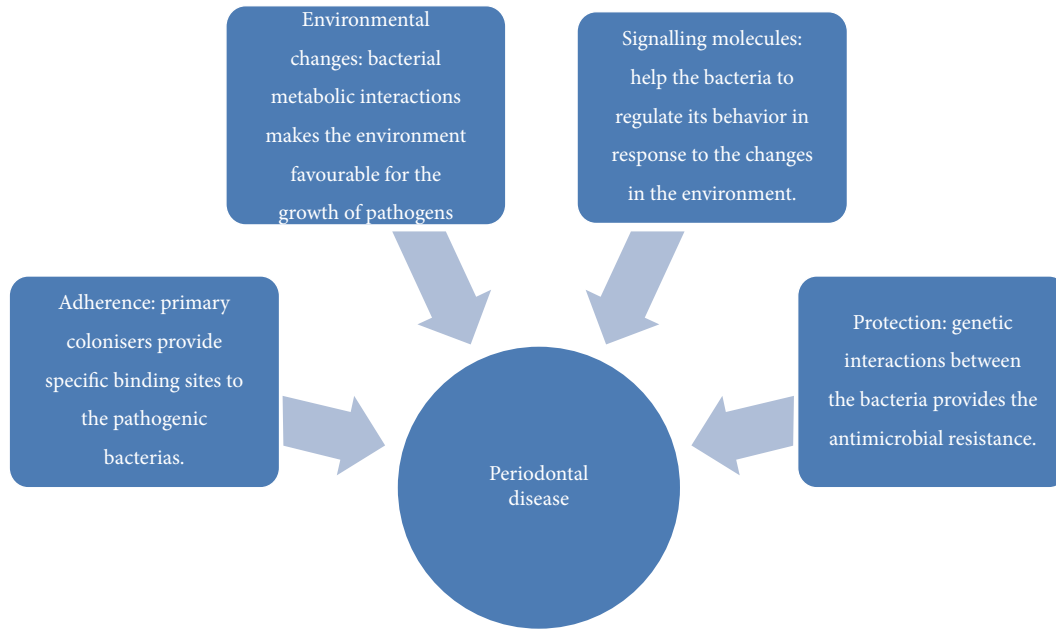 Environmental
changes: bacterial
metabolic interactions
makes the environment
favourable for the
growth of pathogens
Signalling molecules:
help the bacteria to
regulate its behavior in
response to the changes
in the environment.
Adherence: primary
colonisers provide
specific binding sites to
the pathogenic
bacterias.
Protection: genetic
interactions between
the bacteria provides the
antimicrobial resistance.
Periodontal
disease